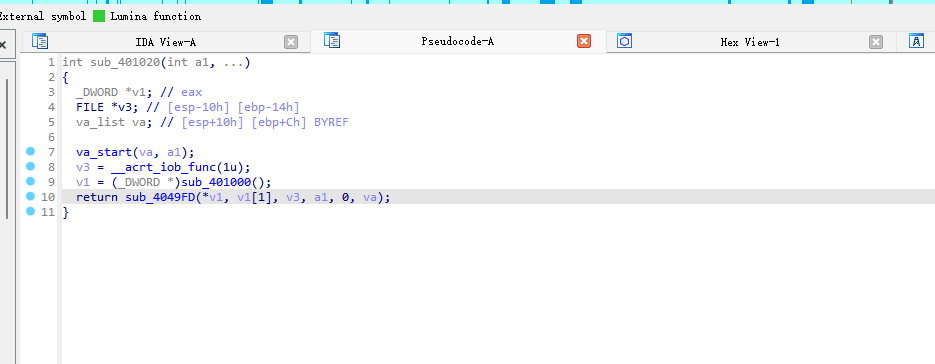 External symbol Lumina function
IDA View-A Pseudocode-A Hex View-1
1 int sub_401020(int a1, ...)
2 {
3 _DWORD *v1; // eax
4 FILE *v3; // [esp-10h] [ebp-14h]
5 va_list va; // [esp+10h] [ebp+Ch] BYREF
6
7 va_start(va, a1);
8 v3 = __acrt_iob_func(1u);
9 v1 = (_DWORD *)sub_401000();
10 return sub_4049FD(*v1, v1[1], v3, a1, 0, va);
11 }